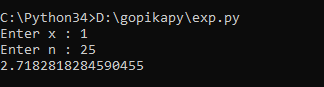 C:\Python34>D:\gopikapy\exp.py
Enter x : 1
Enter n : 25
2.7182818284590455